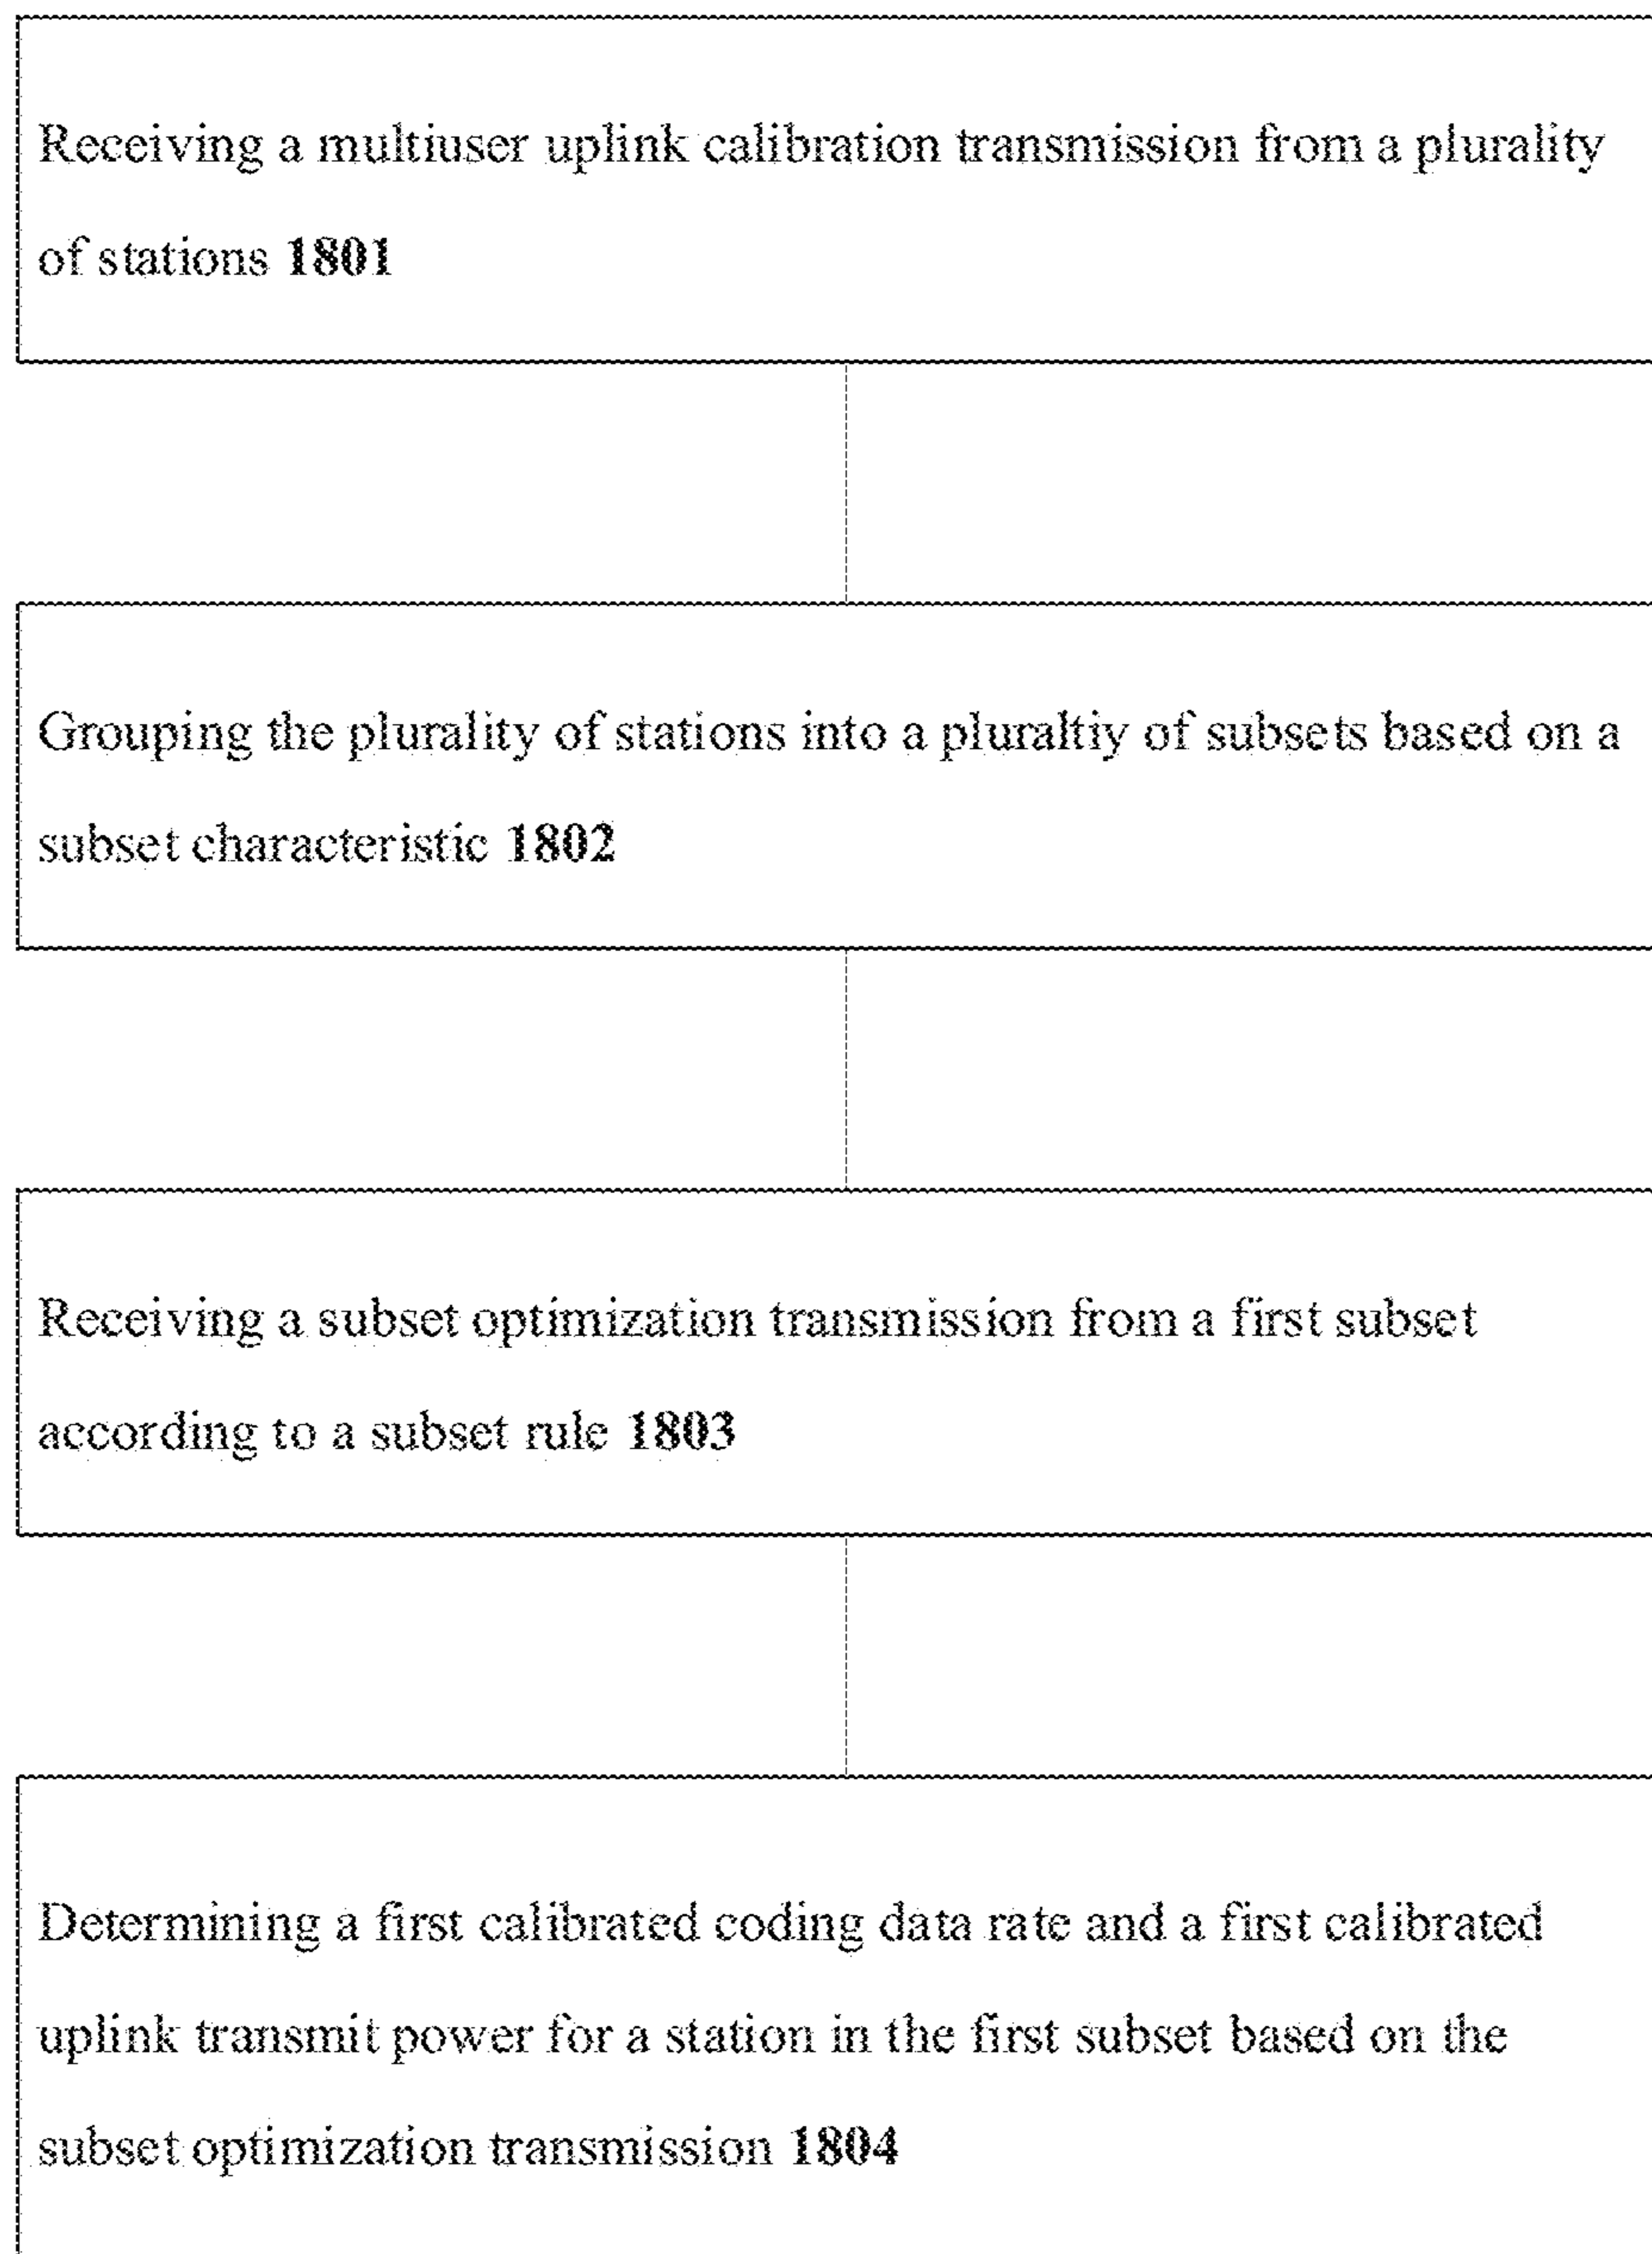 Receiving a multiuser uplink calibration transmission from a plurality
of stations 1801
Grouping the plurality of stations into a pluraltiy of subsets based on a
subset characteristic 1802
Receiving a subset optimization transmission from a first subset
according to a subset rule 1803
Determining a first calibrated coding data rate and a first calibrated
uplink transmit power for a station in the first subset based on the
subset optimization transmission 1804